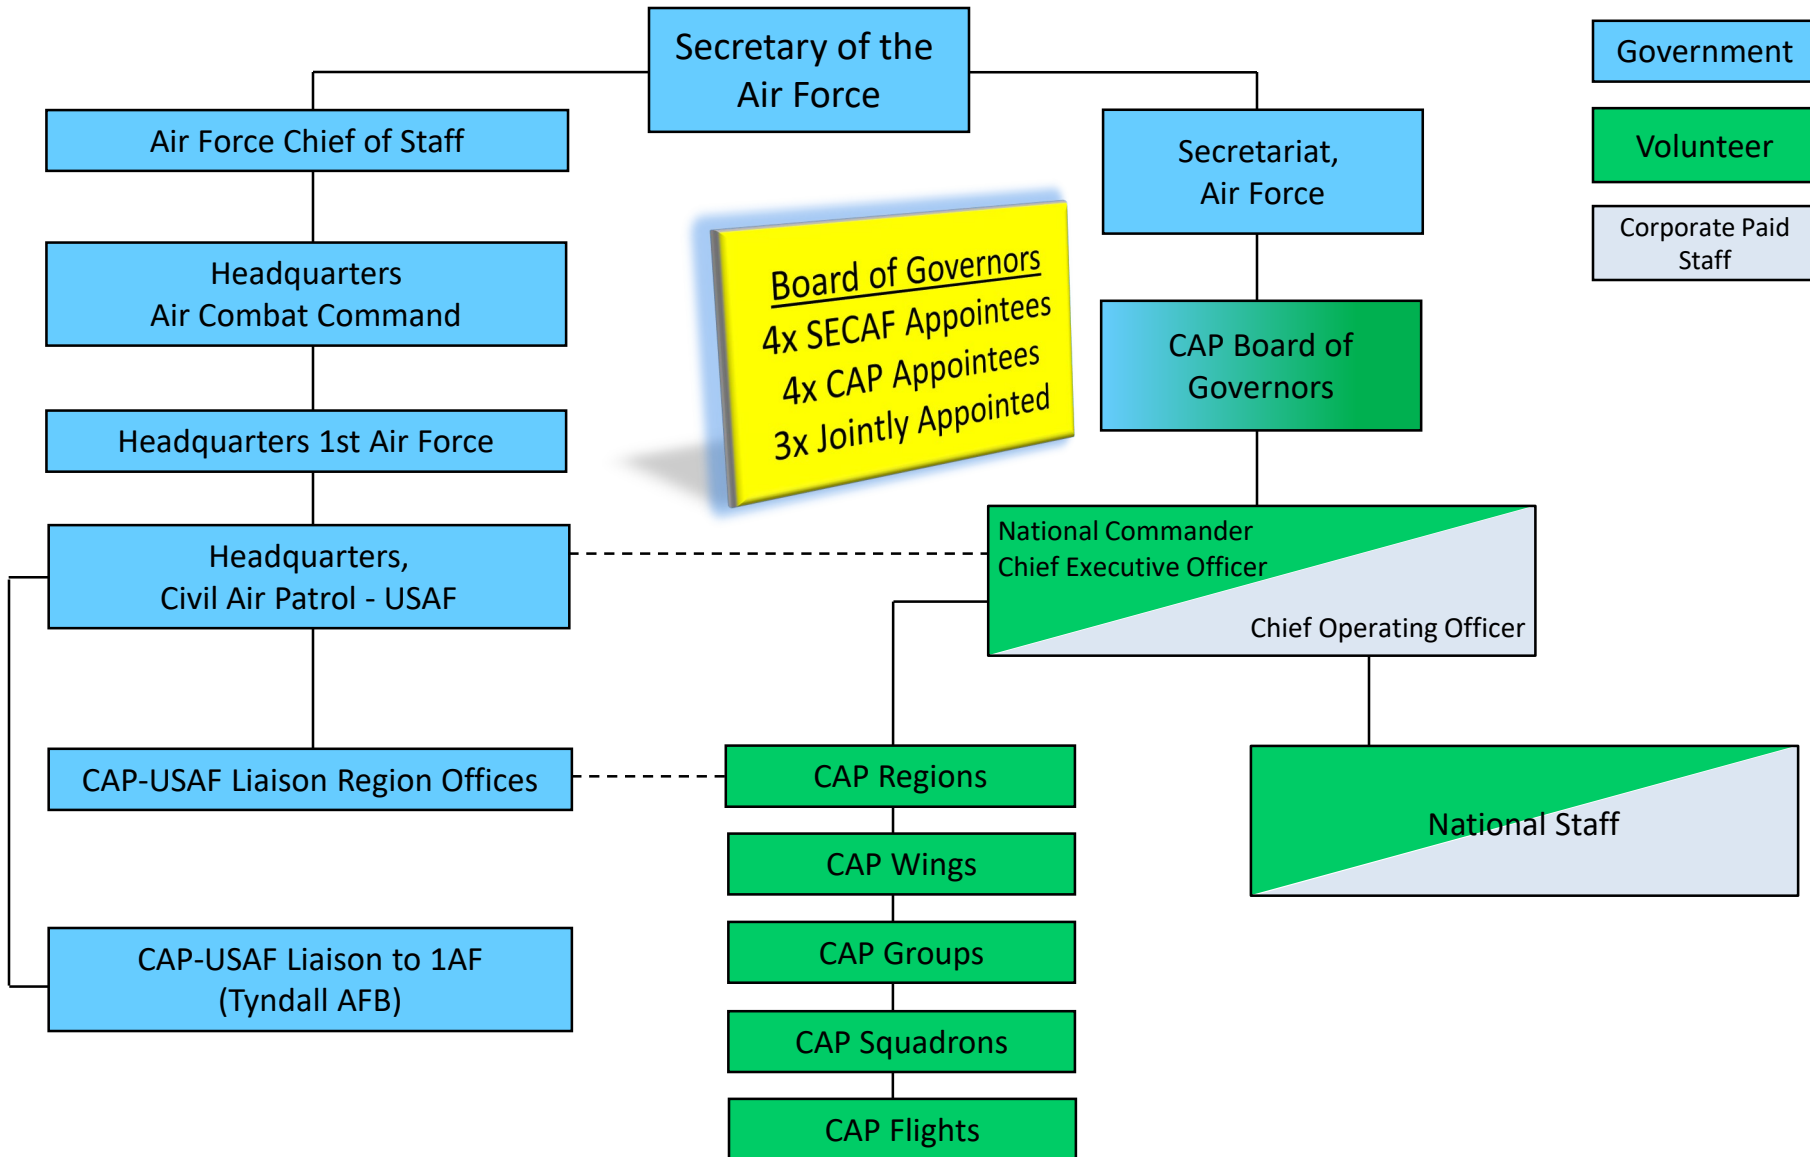 Secretary of the
Air Force
Government
Air Force Chief of Staff
Secretariat,
Air Force
Volunteer
Corporate Paid
Staff
Headquarters
Air Combat Command
Board of Governors
4x SECAF Appointees
4x CAP Appointees
3x Jointly Appointed
CAP Board of
Governors
Headquarters 1st Air Force
Headquarters,
Civil Air Patrol - USAF
National Commander
Chief Executive Officer
Chief Operating Officer
CAP-USAF Liaison Region Offices
CAP Regions
National Staff
CAP Wings
CAP-USAF Liaison to 1AF
(Tyndall AFB)
CAP Groups
CAP Squadrons
CAP Flights